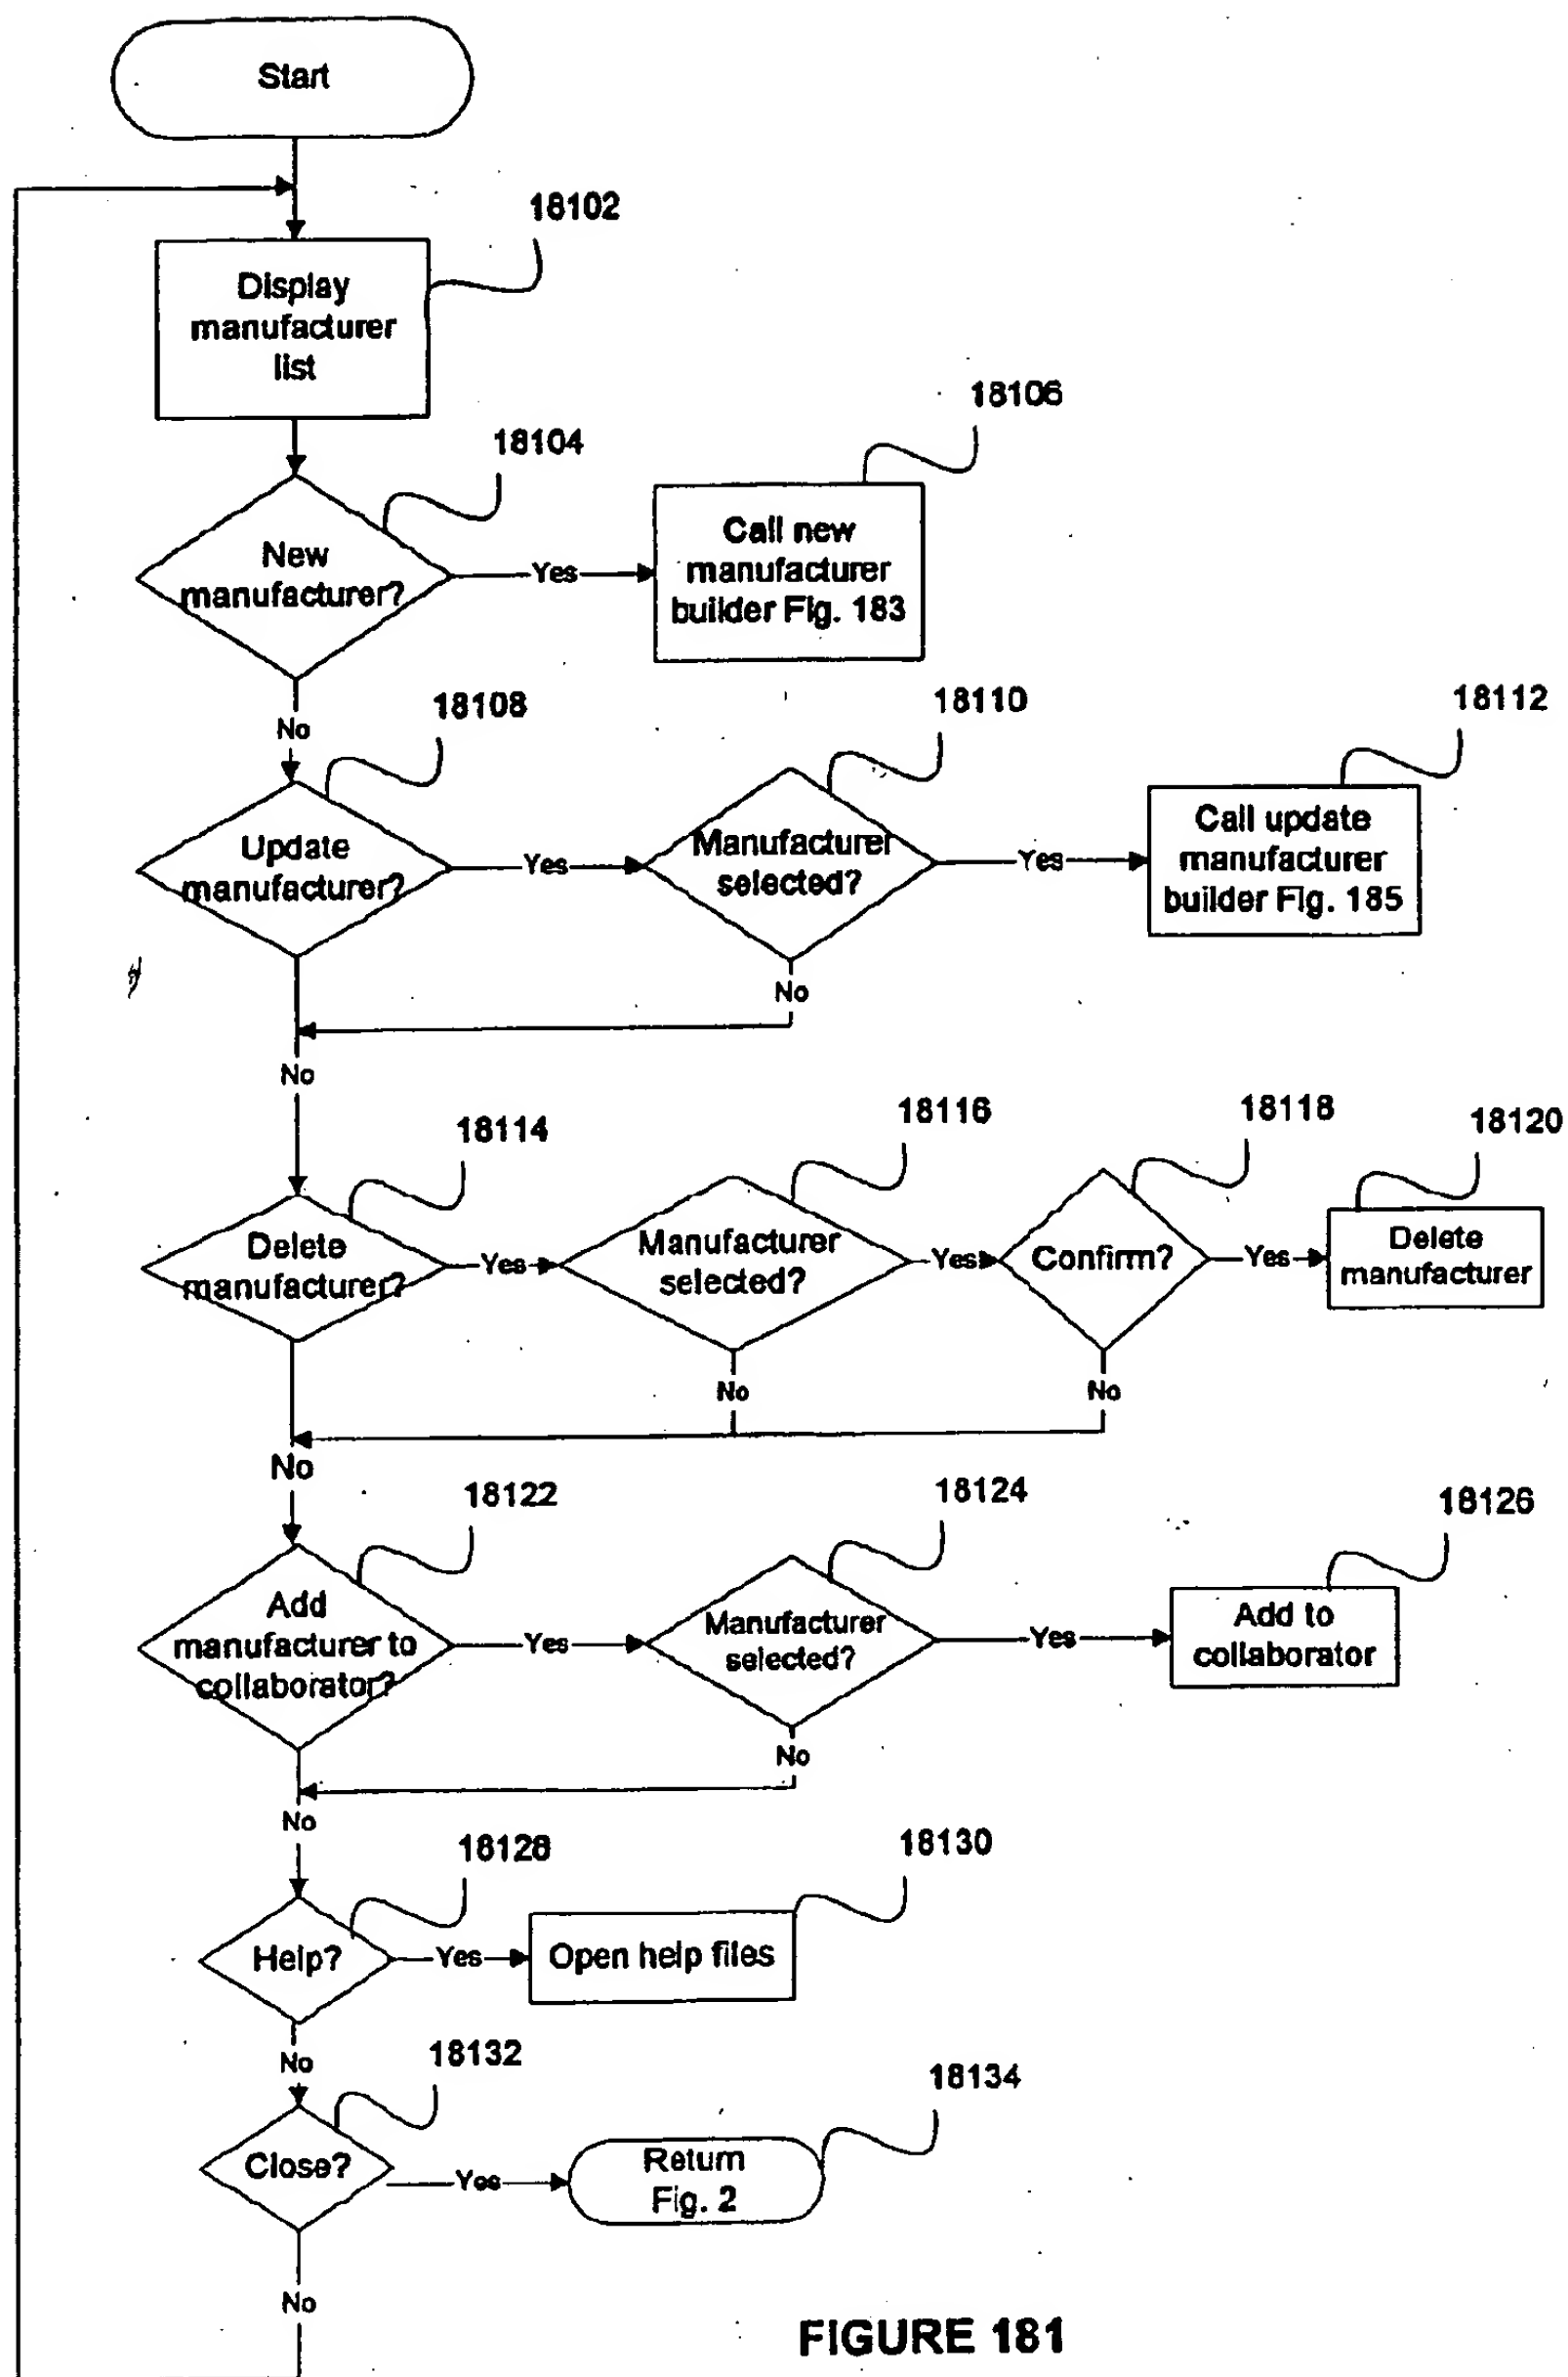 Start
18102
Display
manufacturer
list
18104
18106
New
manufacturer?
Yes
Call new
manufacturer
builder Fig. 183
No
18108
18110
18112
Update
manufacturer?
Yes
Manufacturer
selected?
Yes
Call update
manufacturer
builder Fig. 185
No
No
18114
18116
18118
18120
Delete
manufacturer?
Yes
Manufacturer
selected?
Yes
Confirm?
Yes
Delete
manufacturer
No
No
No
18122
18124
18126
Add
manufacturer to
collaborator?
Yes
Manufacturer
selected?
Yes
Add to
collaborator
No
No
18128
18130
Help?
Yes
Open help files
No
18132
18134
Close?
Yes
Return
Fig. 2
No
FIGURE 181